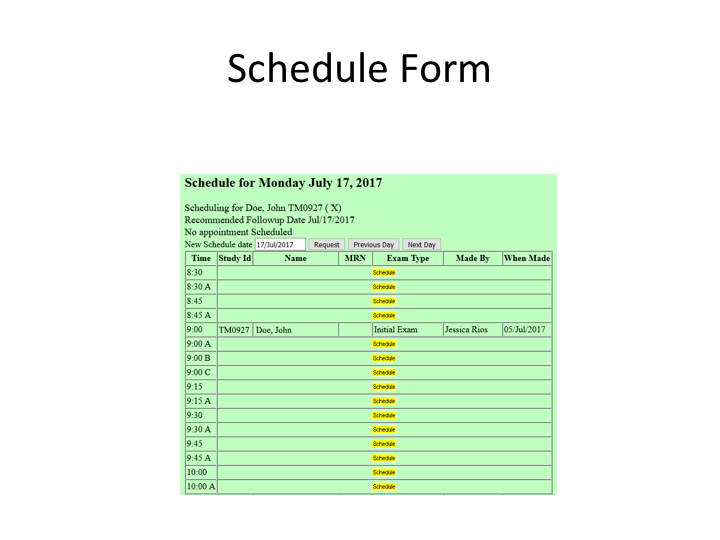 Schedule Form
Schedule for Monday July 17, 2017
Scheduling for Doe, John TM0927 ( X)
Recommended Followup Date Jul/17/2017
No appointment Scheduled
New Schedule date 17/Jul/2017 Request Previous Day Next Day
Time Study Id Name MRN Exam Type Made By When Made
8:30 Schedule
8:30 A Schedule
8:45 Schedule
8:45 A Schedule
9:00 TM0927 Doe, John Initial Exam Jessica Rios 05/Jul/2017
9:00 A Schedule
9:00 B Schedule
9:00 C Schedule
9:15 Schedule
9:15 A Schedule
9:30 Schedule
9:30 A Schedule
9:45 Schedule
9:45 A Schedule
10:00 Schedule
10:00 A Schedule